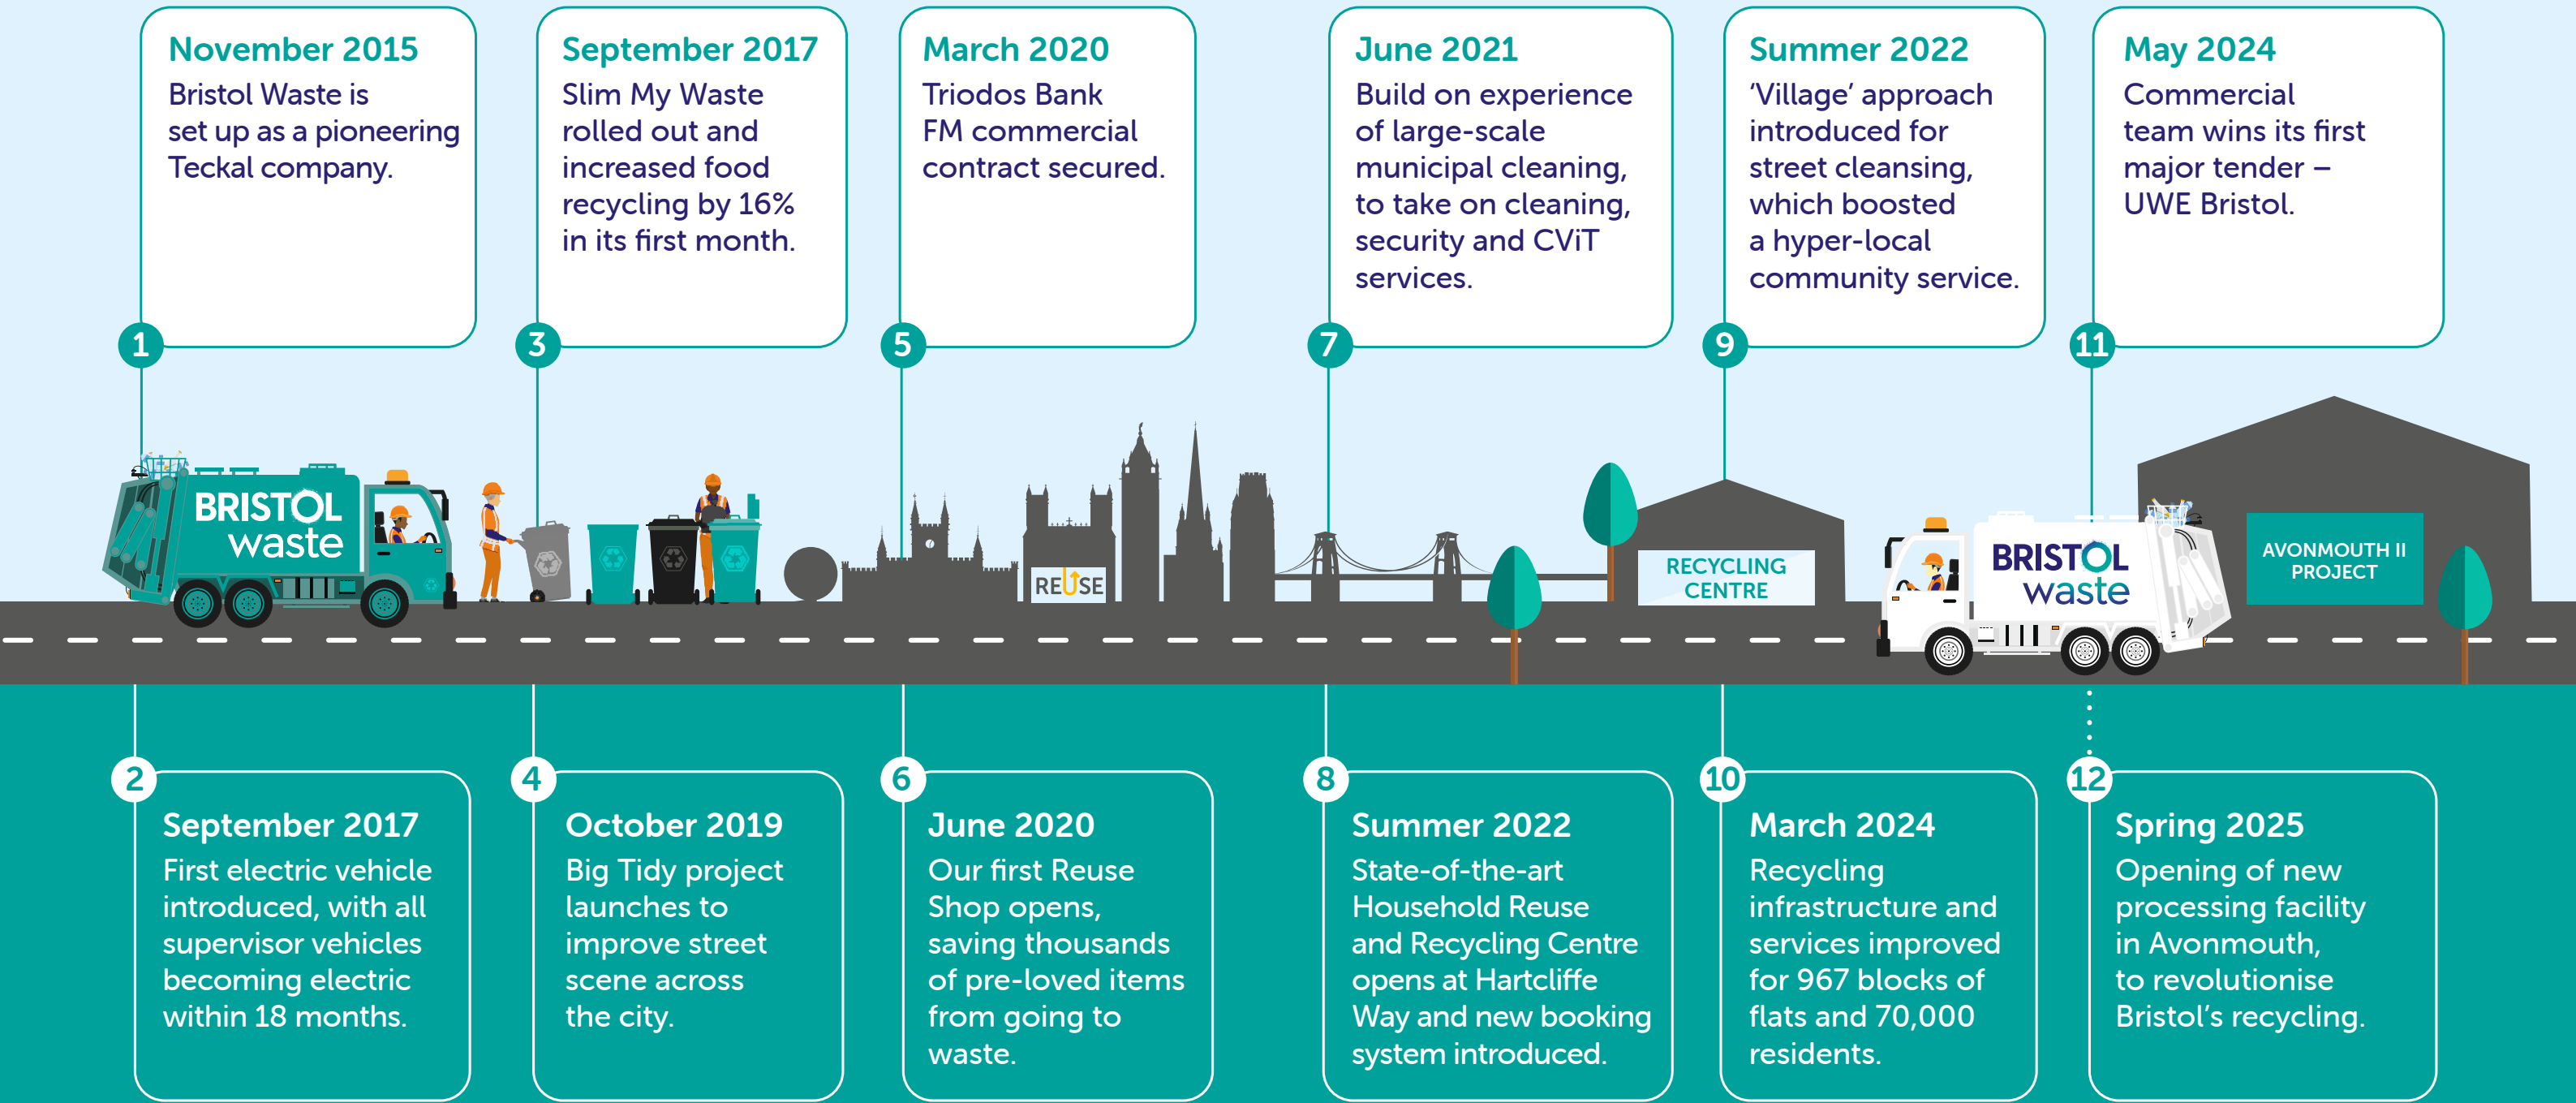 November 2015
Bristol Waste is
set up as a pioneering
Teckal company.
1
September 2017
Slim My Waste
rolled out and
increased food
recycling by 16%
in its first month.
3
March 2020
Triodos Bank
FM commercial
contract secured.
5
June 2021
Build on experience
of large-scale
municipal cleaning,
to take on cleaning,
security and CViT
services.
7
Summer 2022
‘Village’ approach
introduced for
street cleansing,
which boosted
a hyper-local
community service.
9
May 2024
Commercial
team wins its first
major tender –
UWE Bristol.
11
BRISTOL
waste
REUSE
RECYCLING
CENTRE
BRISTOL
waste
AVONMOUTH II
PROJECT
2
September 2017
First electric vehicle
introduced, with all
supervisor vehicles
becoming electric
within 18 months.
4
October 2019
Big Tidy project
launches to
improve street
scene across
the city.
6
June 2020
Our first Reuse
Shop opens,
saving thousands
of pre-loved items
from going to
waste.
8
Summer 2022
State-of-the-art
Household Reuse
and Recycling Centre
opens at Hartcliffe
Way and new booking
system introduced.
10
March 2024
Recycling
infrastructure and
services improved
for 967 blocks of
flats and 70,000
residents.
12
Spring 2025
Opening of new
processing facility
in Avonmouth,
to revolutionise
Bristol’s recycling.